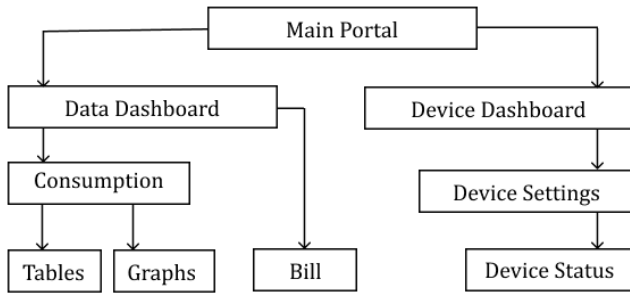 Main Portal
Data Dashboard
Device Dashboard
Consumption
Device Settings
Tables
Graphs
Bill
Device Status